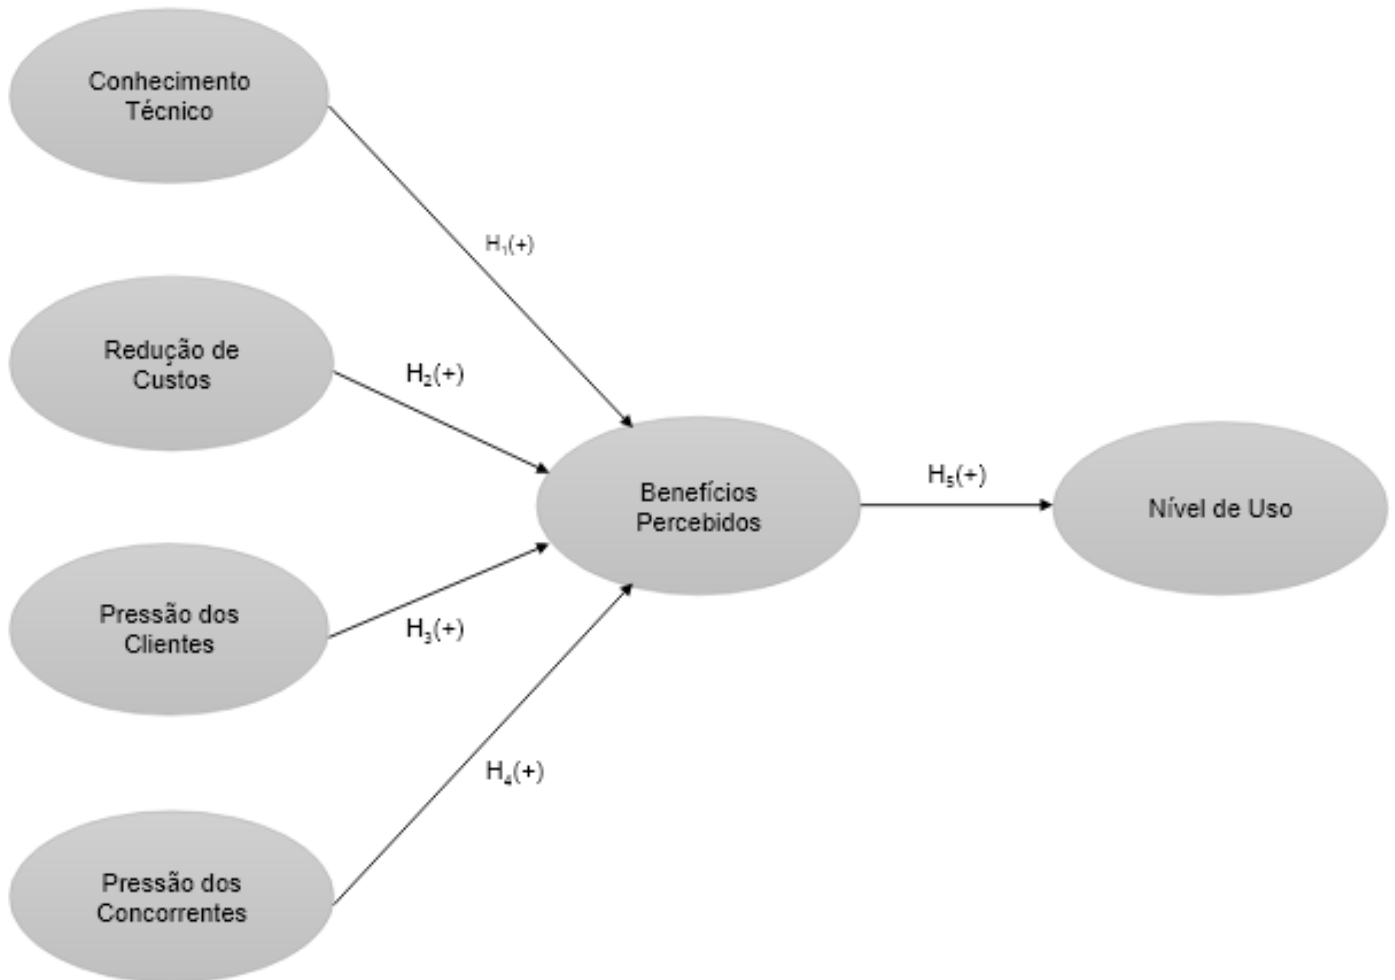 Conhecimento
Técnico
H₁(+)
Redução de
Custos
H₂(+)
Benefícios
Percebidos
H₅(+)
Nível de Uso
Pressão dos
Clientes
H₃(+)
H₄(+)
Pressão dos
Concorrentes